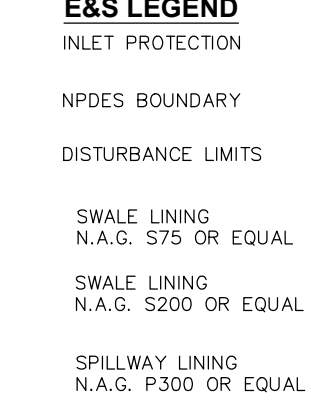 E&S LEGEND
INLET PROTECTION
NPDES BOUNDARY
DISTURBANCE LIMITS
SWALE LINING
N.A.G. S75 OR EQUAL
SWALE LINING
N.A.G. S200 OR EQUAL
SPILLWAY LINING
N.A.G. P300 OR EQUAL